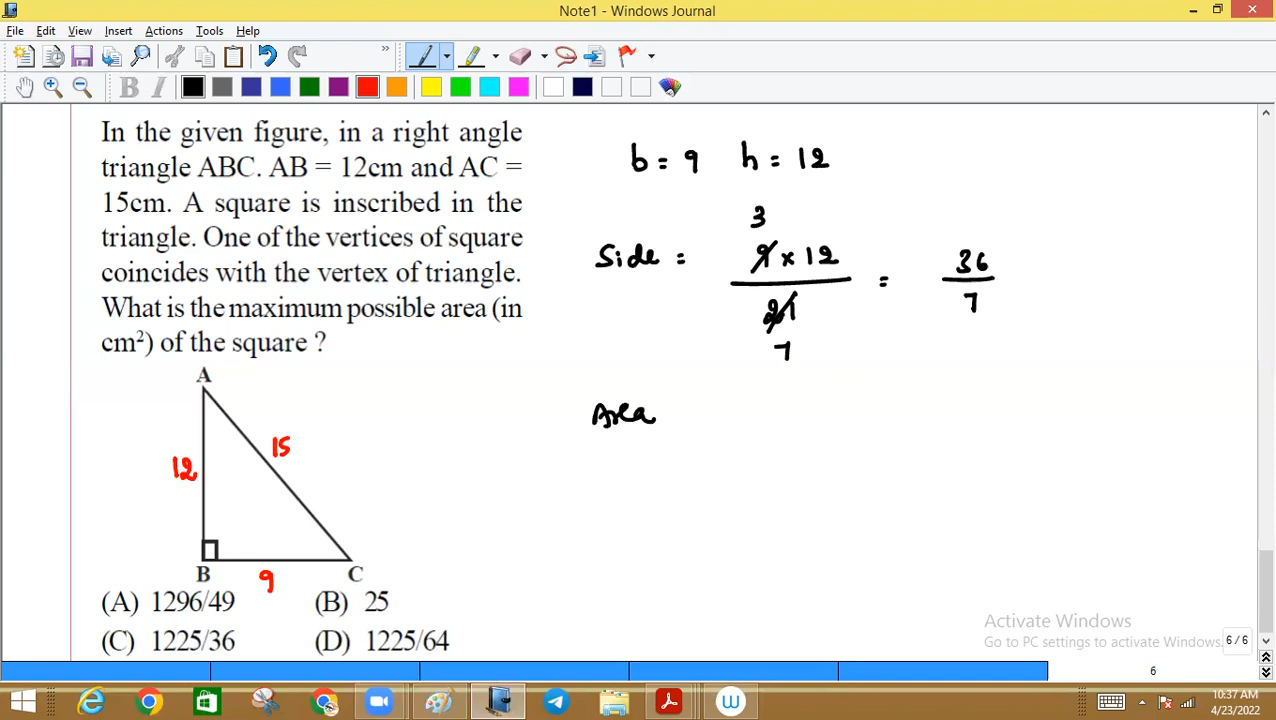 Note1 - Windows Journal
File Edit View Insert Actions Tools Help
In the given figure, in a right angle
triangle ABC. AB = 12cm and AC =
15cm. A square is inscribed in the
triangle. One of the vertices of square
coincides with the vertex of triangle.
What is the maximum possible area (in
cm²) of the square ?
A
12
15
B
9
C
(A) 1296/49 (B) 25
(C) 1225/36 (D) 1225/64
b = 9 h = 12
3
Side = 9 × 12 / 21 = 36 / 7
7
Area
Activate Windows
Go to PC settings to activate Windows.
6 / 6
6
10:37 AM
4/23/2022